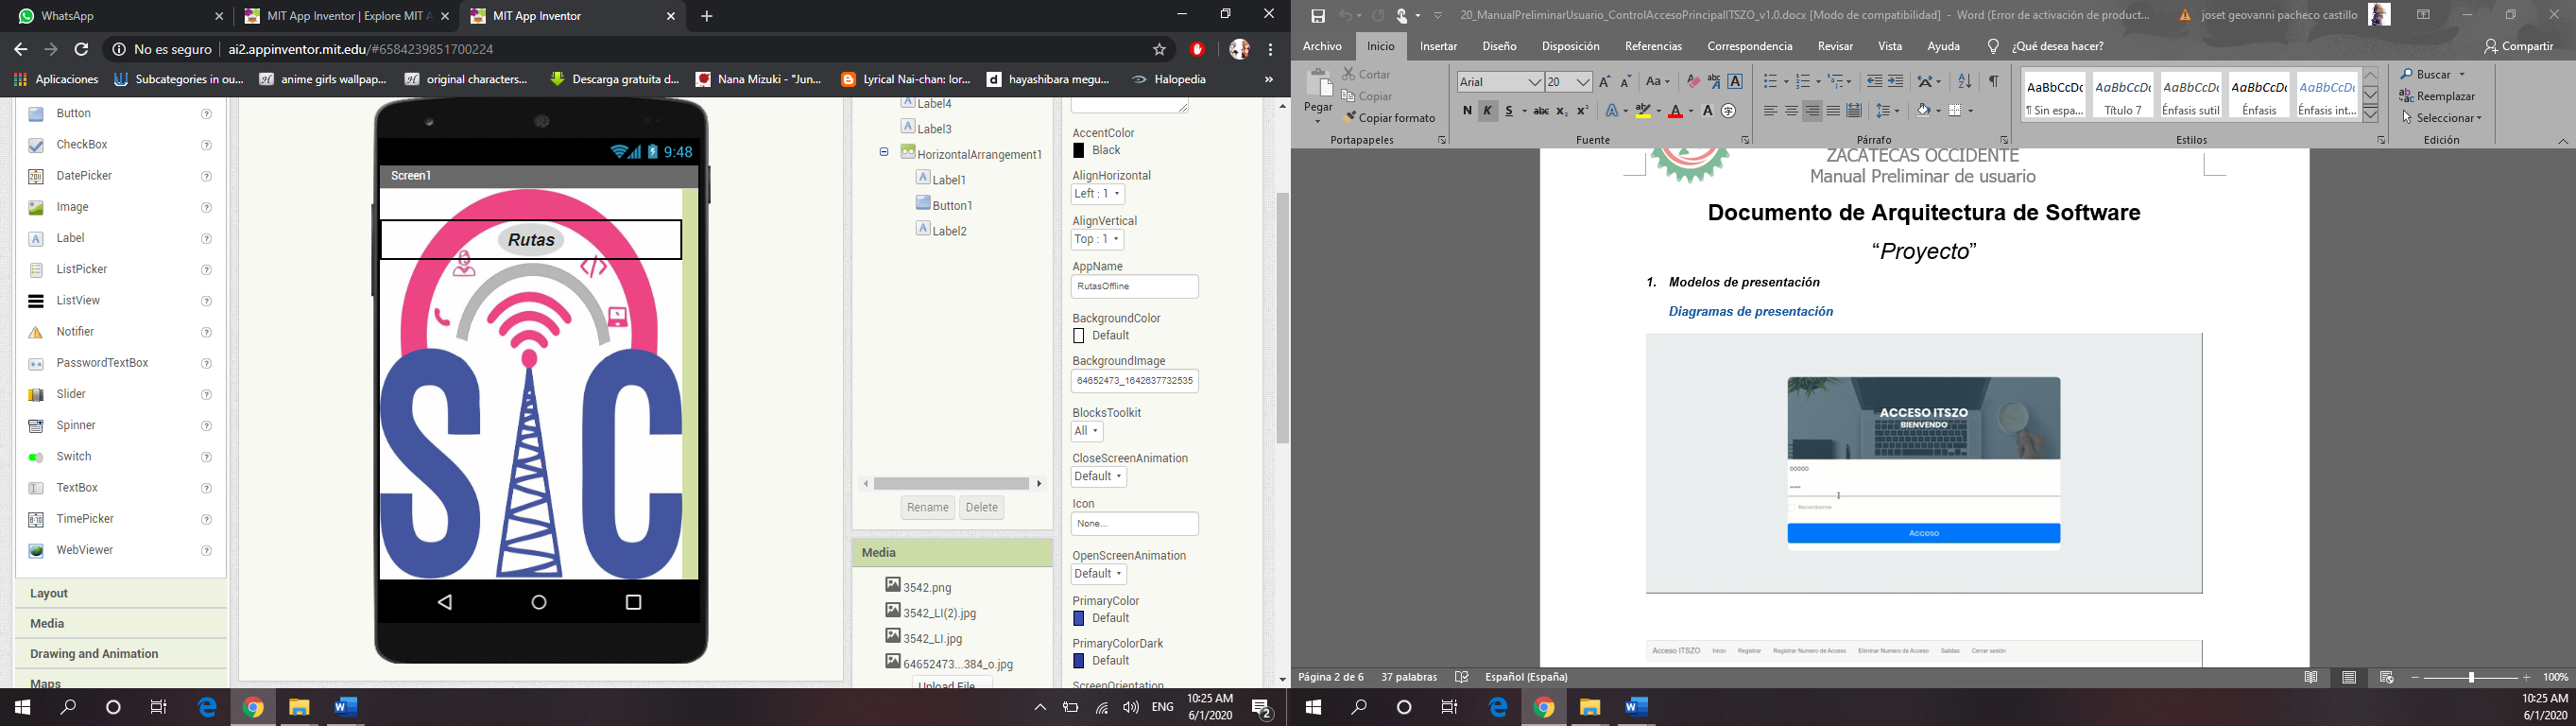 WhatsApp
MIT App Inventor | Explore MIT A
MIT App Inventor
No es seguro | ai2.appinventor.mit.edu/#6584239851700224
Aplicaciones
Subcategories in ou...
anime girls wallpap...
original characters...
Descarga gratuita d...
Nana Mizuki - "Jun...
Lyrical Nai-chan: lor...
hayashibara megu...
Halopedia
»
Button
CheckBox
DatePicker
Image
Label
ListPicker
ListView
Notifier
PasswordTextBox
Slider
Spinner
Switch
TextBox
TimePicker
WebViewer
Layout
Media
Drawing and Animation
Maps
9:48
Screen1
Rutas
SIC
Label4
Label3
HorizontalArrangement1
Label1
Button1
Label2
Rename
Delete
Media
3542.png
3542_LI(2).jpg
3542_LI.jpg
64652473...384_o.jpg
Upload File
AccentColor
Black
AlignHorizontal
Left : 1
AlignVertical
Top : 1
AppName
RutasOffline
BackgroundColor
Default
BackgroundImage
64652473_1642637732535
BlocksToolkit
All
CloseScreenAnimation
Default
Icon
None...
OpenScreenAnimation
Default
PrimaryColor
Default
PrimaryColorDark
Default
ScreenOrientation
ENG
10:25 AM
6/1/2020
2
20_ManualPreliminarUsuario_ControlAccesoPrincipalITSZO_v1.0.docx [Modo de compatibilidad] - Word (Error de activación de product...
joset geovanni pacheco castillo
Archivo
Inicio
Insertar
Diseño
Disposición
Referencias
Correspondencia
Revisar
Vista
Ayuda
¿Qué desea hacer?
Compartir
Pegar
Cortar
Copiar
Copiar formato
Portapapeles
Arial
20
Aa
N K S abc x₂ x²
Fuente
Párrafo
AaBbCcDc
¶ Sin espa...
AaBbCcDc
Título 7
AaBbCcDc
Énfasis sutil
AaBbCcDc
Énfasis
AaBbCcDc
Énfasis int...
Estilos
Buscar
Reemplazar
Seleccionar
Edición
ZACATECAS OCCIDENTE
Manual Preliminar de usuario
Documento de Arquitectura de Software
“Proyecto”
1. Modelos de presentación
Diagramas de presentación
ACCESO ITSZO
BIENVENDO
00000
Recordarme
Acceso
Acceso ITSZO Inicio Registrar Registrar Numero de Acceso Eliminar Numero de Acceso Salidas Cerrar sesión
Página 2 de 6
37 palabras
Español (España)
100%
10:25 AM
6/1/2020